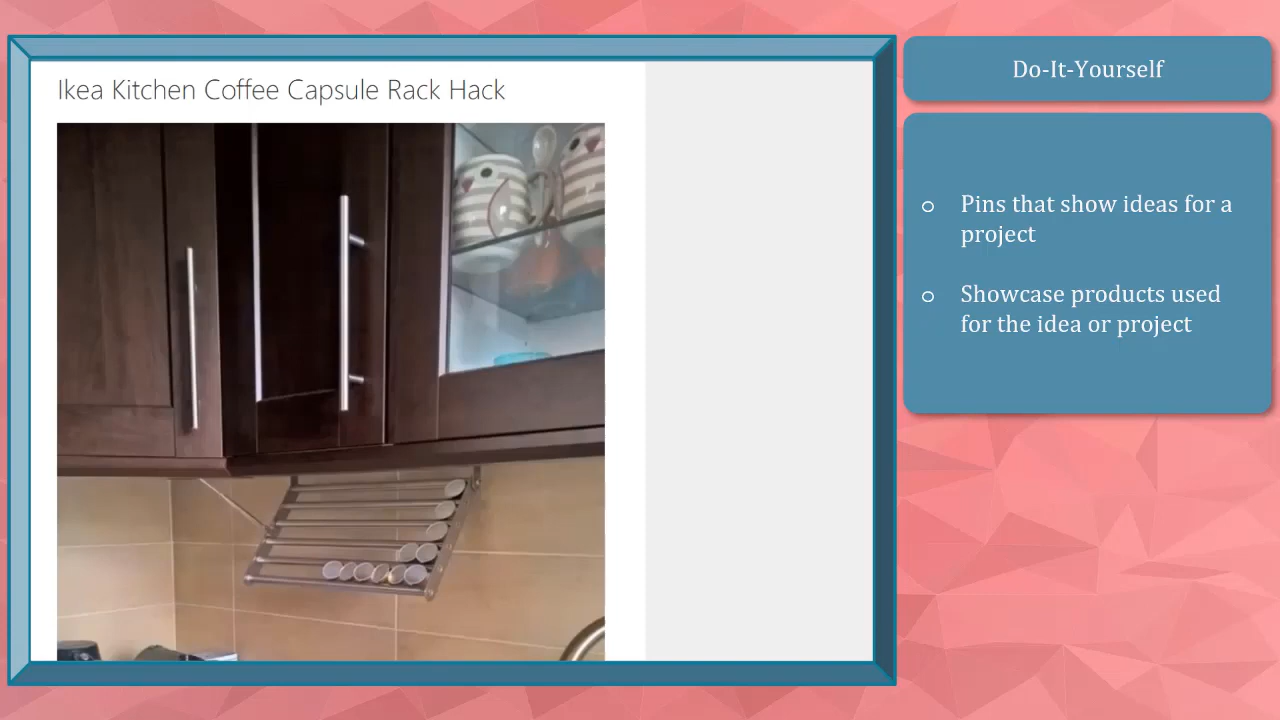 Ikea Kitchen Coffee Capsule Rack Hack
Do-It-Yourself
o Pins that show ideas for a
project
o Showcase products used
for the idea or project